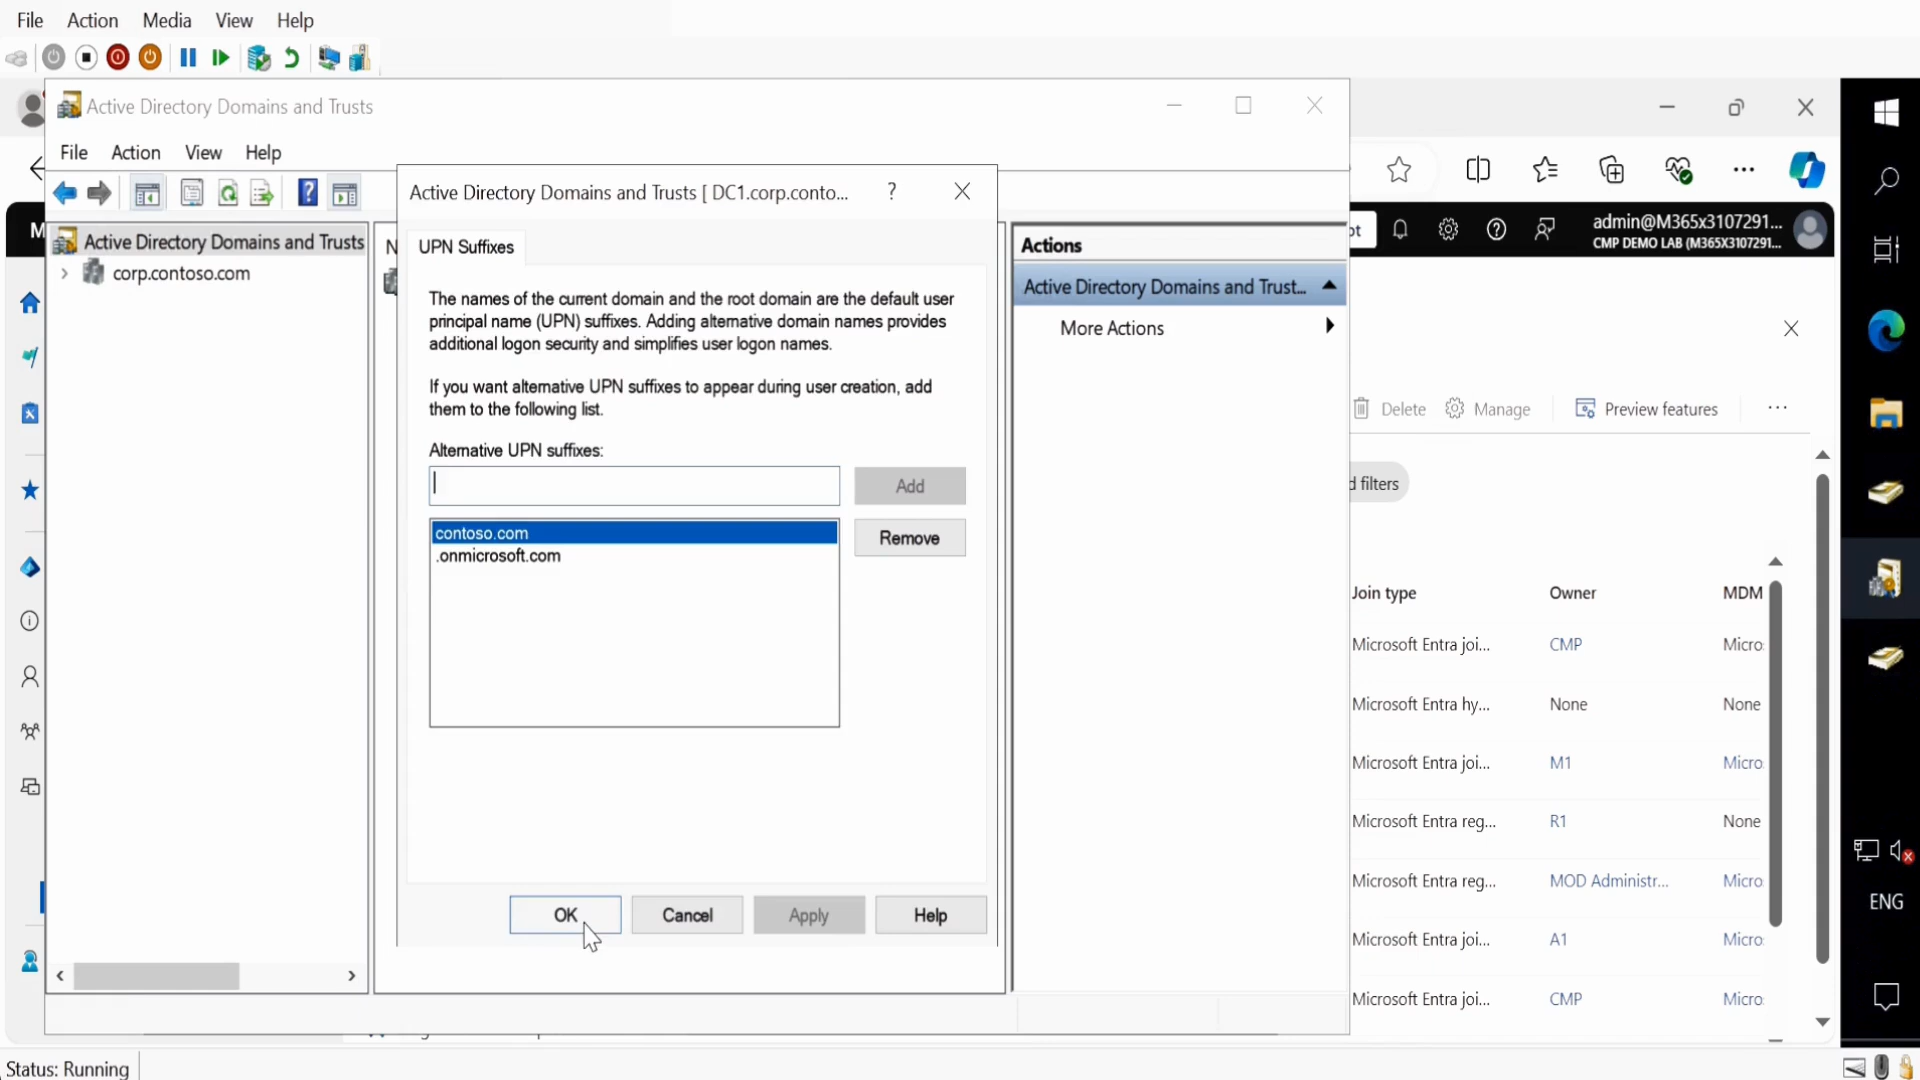 File Action Media View Help
Active Directory Domains and Trusts
File Action View Help
admin@M365x3107291...
CMP DEMO LAB (M365X3107291...
Active Directory Domains and Trusts [ DC1.corp.conto...
?
UPN Suffixes
Active Directory Domains and Trusts
corp.contoso.com
The names of the current domain and the root domain are the default user
principal name (UPN) suffixes. Adding alternative domain names provides
additional logon security and simplifies user logon names.
If you want alternative UPN suffixes to appear during user creation, add
them to the following list.
Alternative UPN suffixes:
Add
contoso.com
.onmicrosoft.com
Remove
OK Cancel Apply Help
Actions
Active Directory Domains and Trust...
More Actions
Delete Manage Preview features ...
d filters
Join type Owner MDM
Microsoft Entra joi... CMP Micro
Microsoft Entra hy... None None
Microsoft Entra joi... M1 Micro
Microsoft Entra reg... R1 None
Microsoft Entra reg... MOD Administr... Micro
Microsoft Entra joi... A1 Micro
Microsoft Entra joi... CMP Micro
ENG
Status: Running